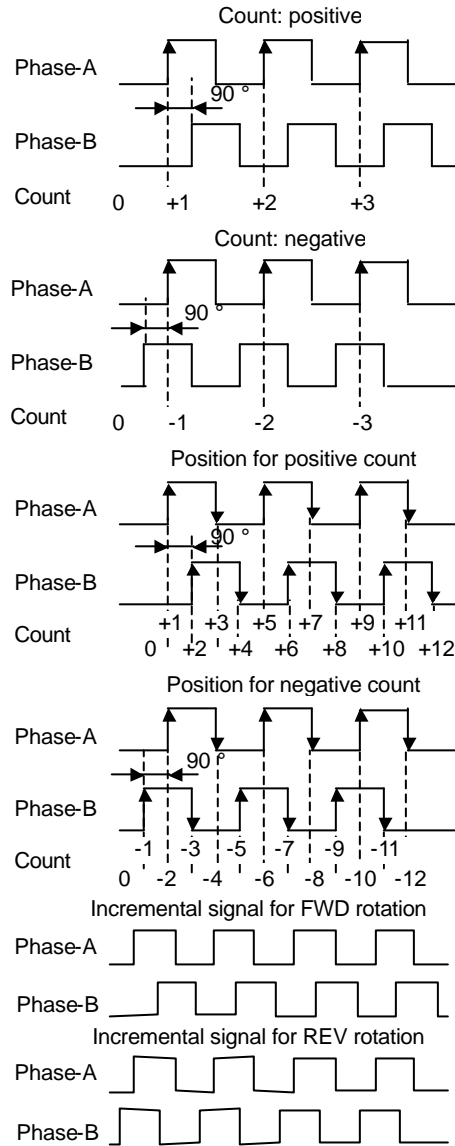 Count: positive
Phase-A
90 °
Phase-B
Count 0 +1 +2 +3
Count: negative
Phase-A
90 °
Phase-B
Count 0 -1 -2 -3
Position for positive count
Phase-A
90 °
Phase-B
+1 +3 +5 +7 +9 +11
Count
0 +2 +4 +6 +8 +10 +12
Position for negative count
Phase-A
90 °
Phase-B
-1 -3 -5 -7 -9 -11
Count
0 -2 -4 -6 -8 -10 -12
Incremental signal for FWD rotation
Phase-A
Phase-B
Incremental signal for REV rotation
Phase-A
Phase-B